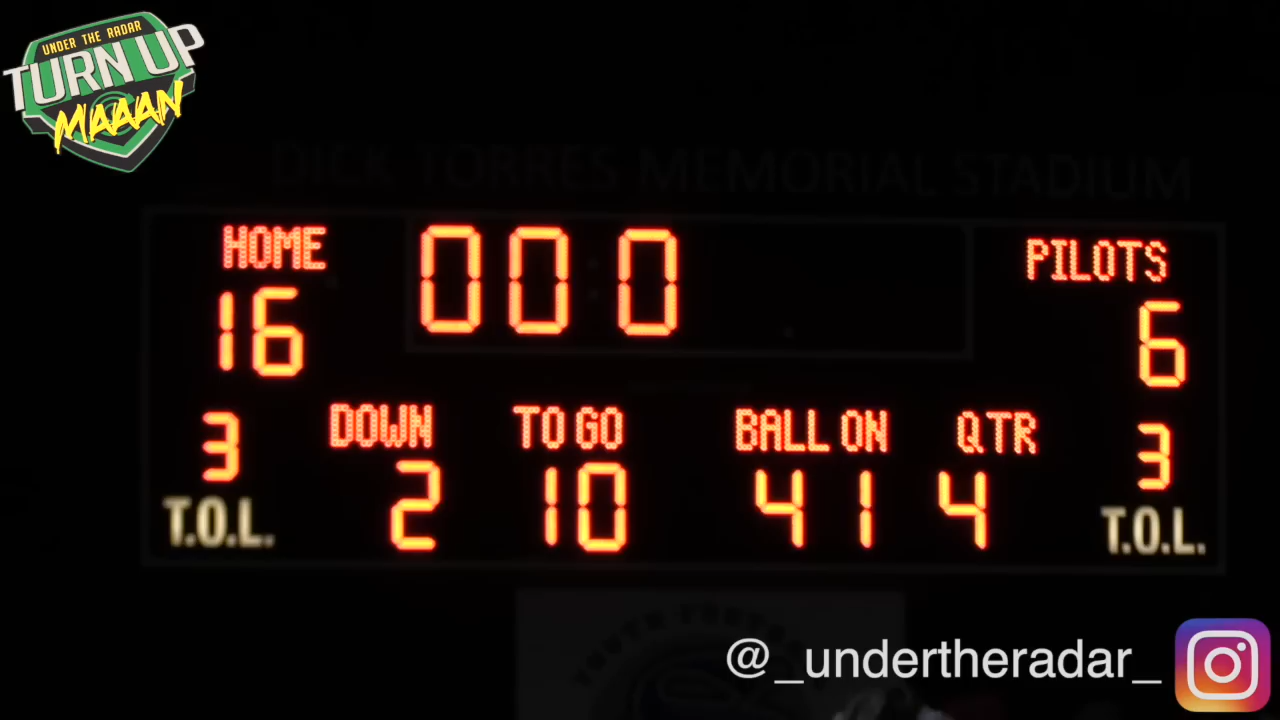 UNDER THE RADAR
TURN UP
MAAAN
DICK TORRES MEMORIAL STADIUM
HOME 000 PILOTS
16 6
3 DOWN TO GO BALL ON QTR 3
T.O.L. 2 10 41 4 T.O.L.
YOUTH
@_undertheradar_